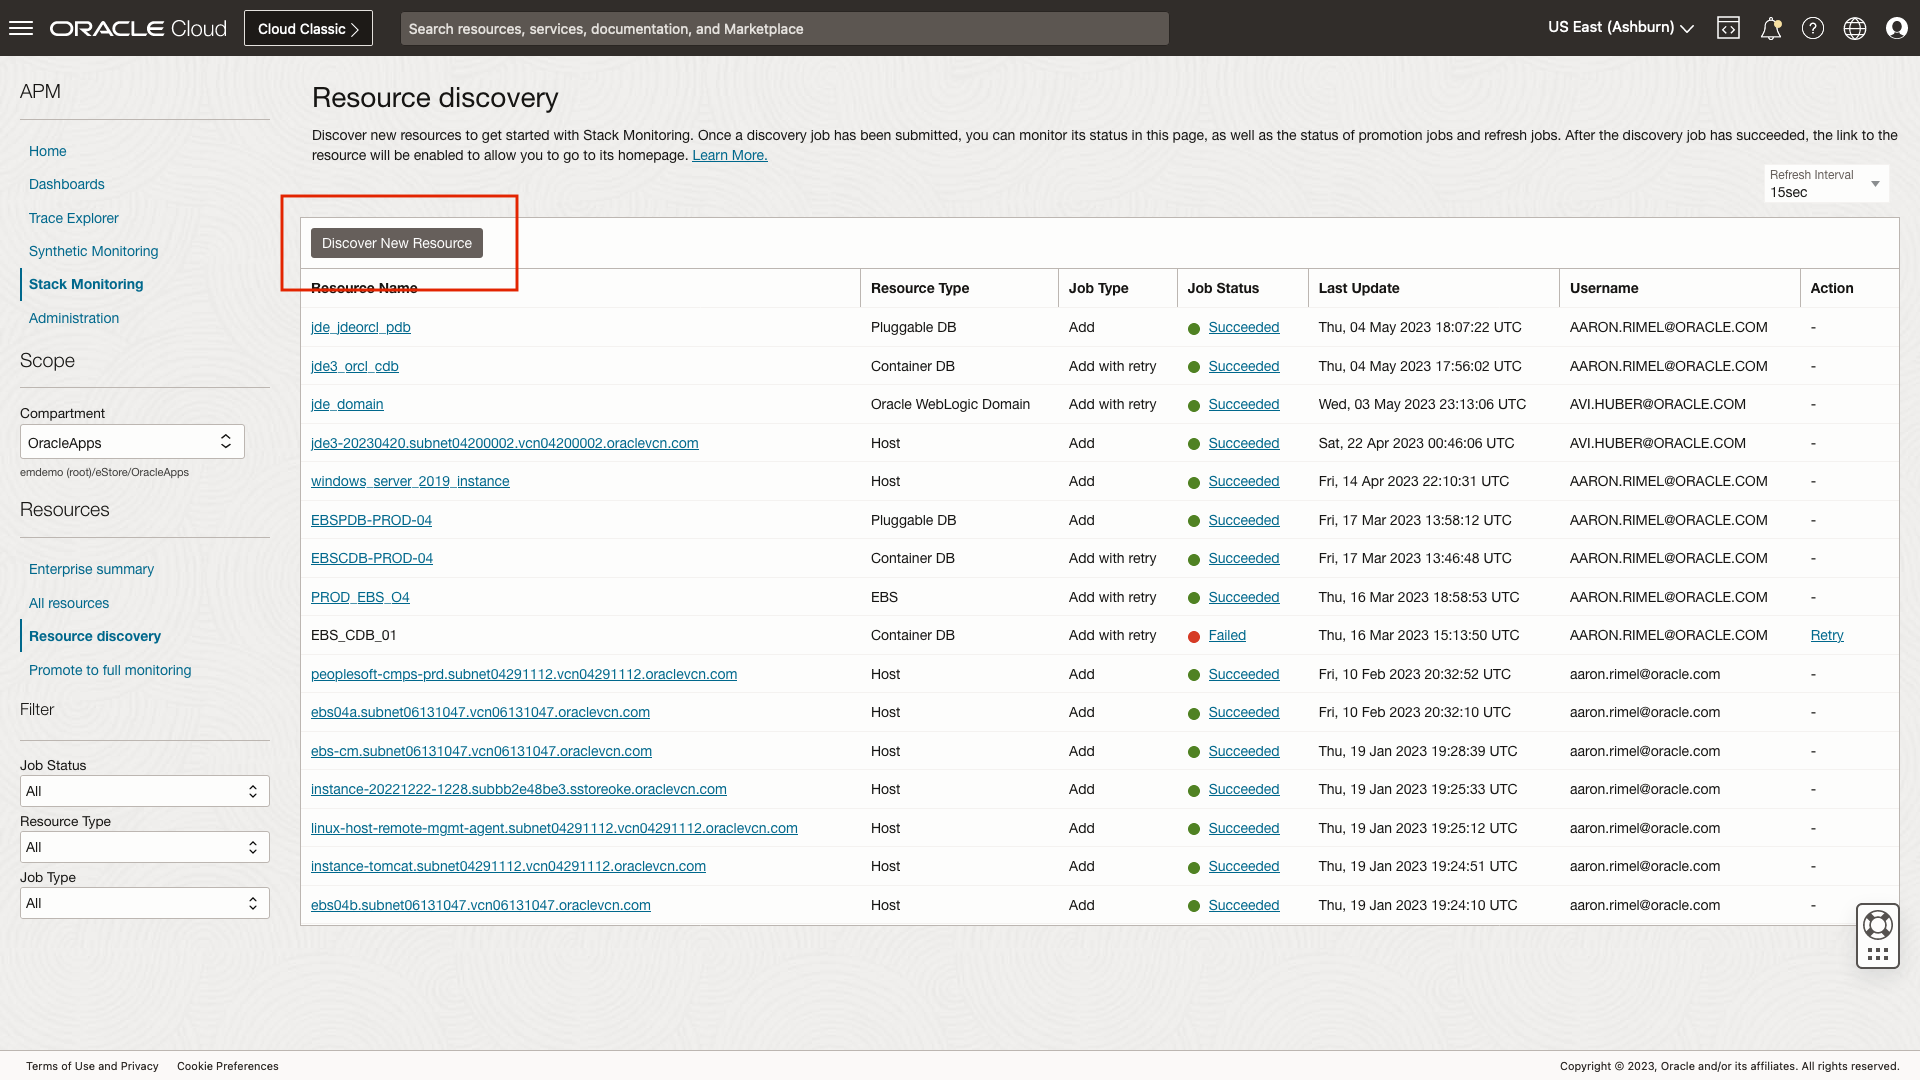 ORACLE Cloud
Cloud Classic
Search resources, services, documentation, and Marketplace
US East (Ashburn)
APM
Home
Dashboards
Trace Explorer
Synthetic Monitoring
Stack Monitoring
Administration
Scope
Compartment
OracleApps
emdemo (root)/eStore/OracleApps
Resources
Enterprise summary
All resources
Resource discovery
Promote to full monitoring
Filter
Job Status
All
Resource Type
All
Job Type
All
Resource discovery
Discover new resources to get started with Stack Monitoring. Once a discovery job has been submitted, you can monitor its status in this page, as well as the status of promotion jobs and refresh jobs. After the discovery job has succeeded, the link to the
resource will be enabled to allow you to go to its homepage. Learn More.
Refresh Interval
15sec
Discover New Resource
Resource Name Resource Type Job Type Job Status Last Update Username Action
jde_jdeorcl_pdb Pluggable DB Add Succeeded Thu, 04 May 2023 18:07:22 UTC AARON.RIMEL@ORACLE.COM -
jde3_orcl_cdb Container DB Add with retry Succeeded Thu, 04 May 2023 17:56:02 UTC AARON.RIMEL@ORACLE.COM -
jde_domain Oracle WebLogic Domain Add with retry Succeeded Wed, 03 May 2023 23:13:06 UTC AVI.HUBER@ORACLE.COM -
jde3-20230420.subnet04200002.vcn04200002.oraclevcn.com Host Add Succeeded Sat, 22 Apr 2023 00:46:06 UTC AVI.HUBER@ORACLE.COM -
windows_server_2019_instance Host Add Succeeded Fri, 14 Apr 2023 22:10:31 UTC AARON.RIMEL@ORACLE.COM -
EBSPDB-PROD-04 Pluggable DB Add Succeeded Fri, 17 Mar 2023 13:58:12 UTC AARON.RIMEL@ORACLE.COM -
EBSCDB-PROD-04 Container DB Add with retry Succeeded Fri, 17 Mar 2023 13:46:48 UTC AARON.RIMEL@ORACLE.COM -
PROD_EBS_O4 EBS Add with retry Succeeded Thu, 16 Mar 2023 18:58:53 UTC AARON.RIMEL@ORACLE.COM -
EBS_CDB_01 Container DB Add with retry Failed Thu, 16 Mar 2023 15:13:50 UTC AARON.RIMEL@ORACLE.COM Retry
peoplesoft-cmps-prd.subnet04291112.vcn04291112.oraclevcn.com Host Add Succeeded Fri, 10 Feb 2023 20:32:52 UTC aaron.rimel@oracle.com -
ebs04a.subnet06131047.vcn06131047.oraclevcn.com Host Add Succeeded Fri, 10 Feb 2023 20:32:10 UTC aaron.rimel@oracle.com -
ebs-cm.subnet06131047.vcn06131047.oraclevcn.com Host Add Succeeded Thu, 19 Jan 2023 19:28:39 UTC aaron.rimel@oracle.com -
instance-20221222-1228.subbb2e48be3.sstoreoke.oraclevcn.com Host Add Succeeded Thu, 19 Jan 2023 19:25:33 UTC aaron.rimel@oracle.com -
linux-host-remote-mgmt-agent.subnet04291112.vcn04291112.oraclevcn.com Host Add Succeeded Thu, 19 Jan 2023 19:25:12 UTC aaron.rimel@oracle.com -
instance-tomcat.subnet04291112.vcn04291112.oraclevcn.com Host Add Succeeded Thu, 19 Jan 2023 19:24:51 UTC aaron.rimel@oracle.com -
ebs04b.subnet06131047.vcn06131047.oraclevcn.com Host Add Succeeded Thu, 19 Jan 2023 19:24:10 UTC aaron.rimel@oracle.com -
Terms of Use and Privacy Cookie Preferences
Copyright © 2023, Oracle and/or its affiliates. All rights reserved.